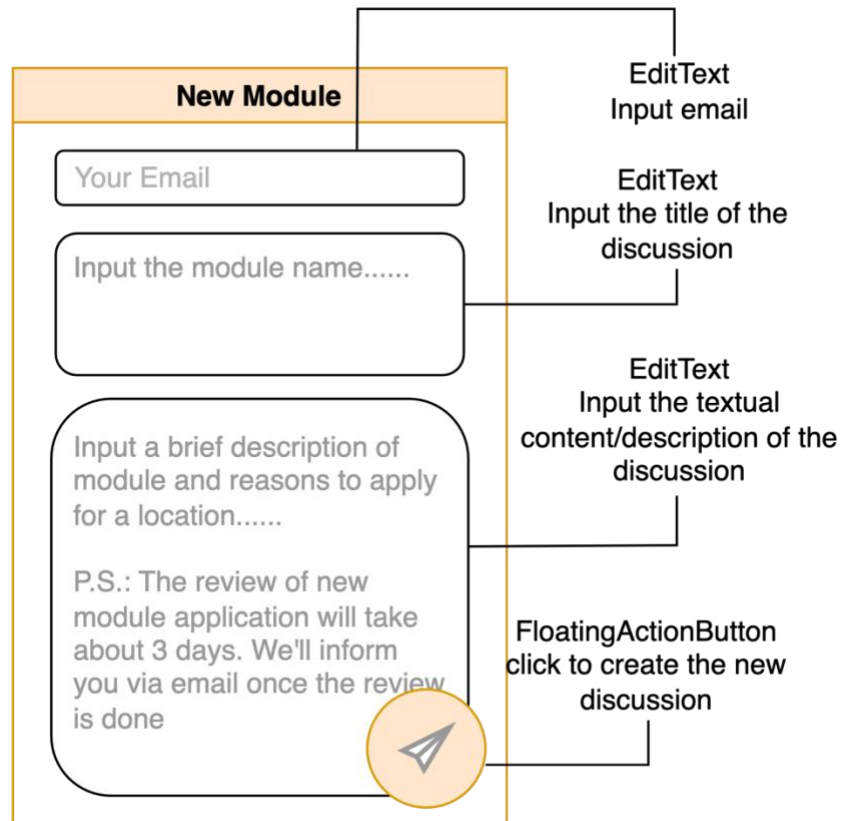 New Module
Your Email
Input the module name......
Input a brief description of
module and reasons to apply
for a location......
P.S.: The review of new
module application will take
about 3 days. We'll inform
you via email once the review
is done
EditText
Input email
EditText
Input the title of the
discussion
EditText
Input the textual
content/description of the
discussion
FloatingActionButton
click to create the new
discussion